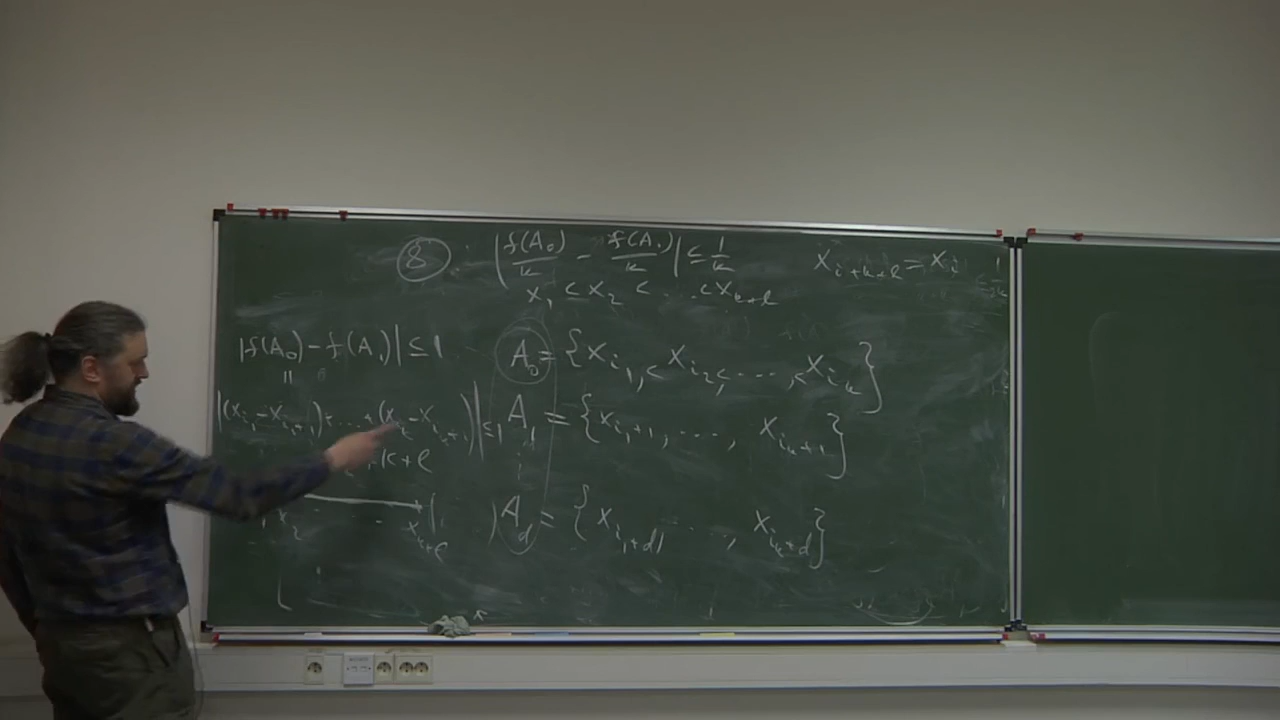 ⑧ : | f(A₀)/k − f(A₁)/k | ≤ 1/k
x_{i+k+ℓ} = x_i
x₁ < x₂ < ... < x_{k+ℓ}
|f(A₀) − f(A₁)| ≤ 1
A₀ = {x_{i₁} < x_{i₂} < ... < x_{i_k}}
|(x_{i₁} − x_{i₁+1}) + ... + (x_{i_k} − x_{i_k+1})| ≤ 1
A₁ = {x_{i₁+1}, ..., x_{i_k+1}}
k+ℓ
x₂ ... x_{k+ℓ}
A_d = {x_{i₁+d}, ..., x_{i_k+d}}